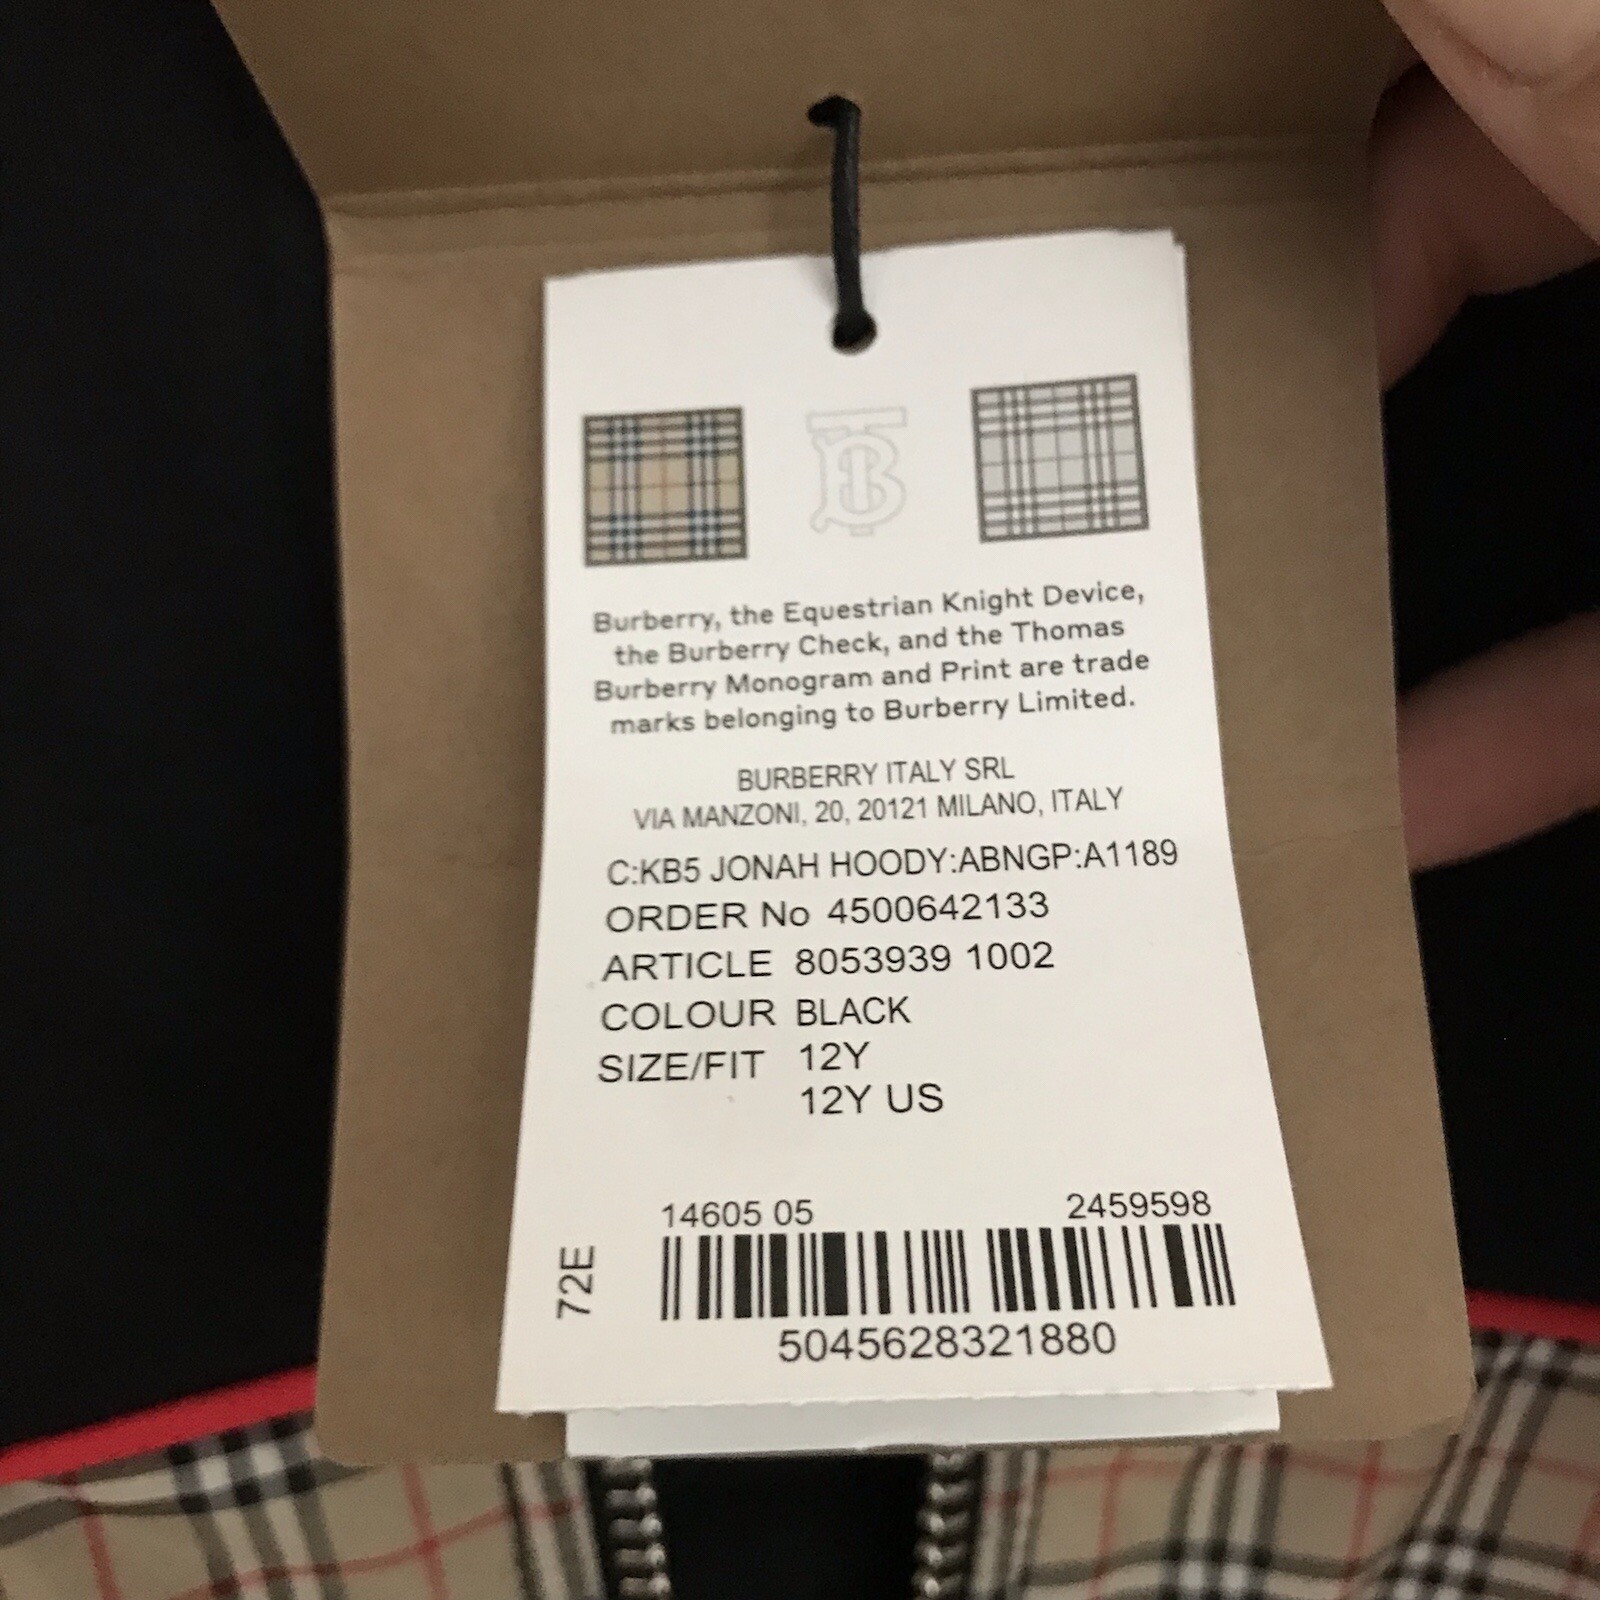 Burberry, the Equestrian Knight Device,
the Burberry Check, and the Thomas
Burberry Monogram and Print are trade
marks belonging to Burberry Limited.
BURBERRY ITALY SRL
VIA MANZONI, 20, 20121 MILANO, ITALY
C:KB5 JONAH HOODY:ABNGP:A1189
ORDER No 4500642133
ARTICLE 8053939 1002
COLOUR BLACK
SIZE/FIT 12Y
12Y US
14605 05 2459598
72E
5045628321880